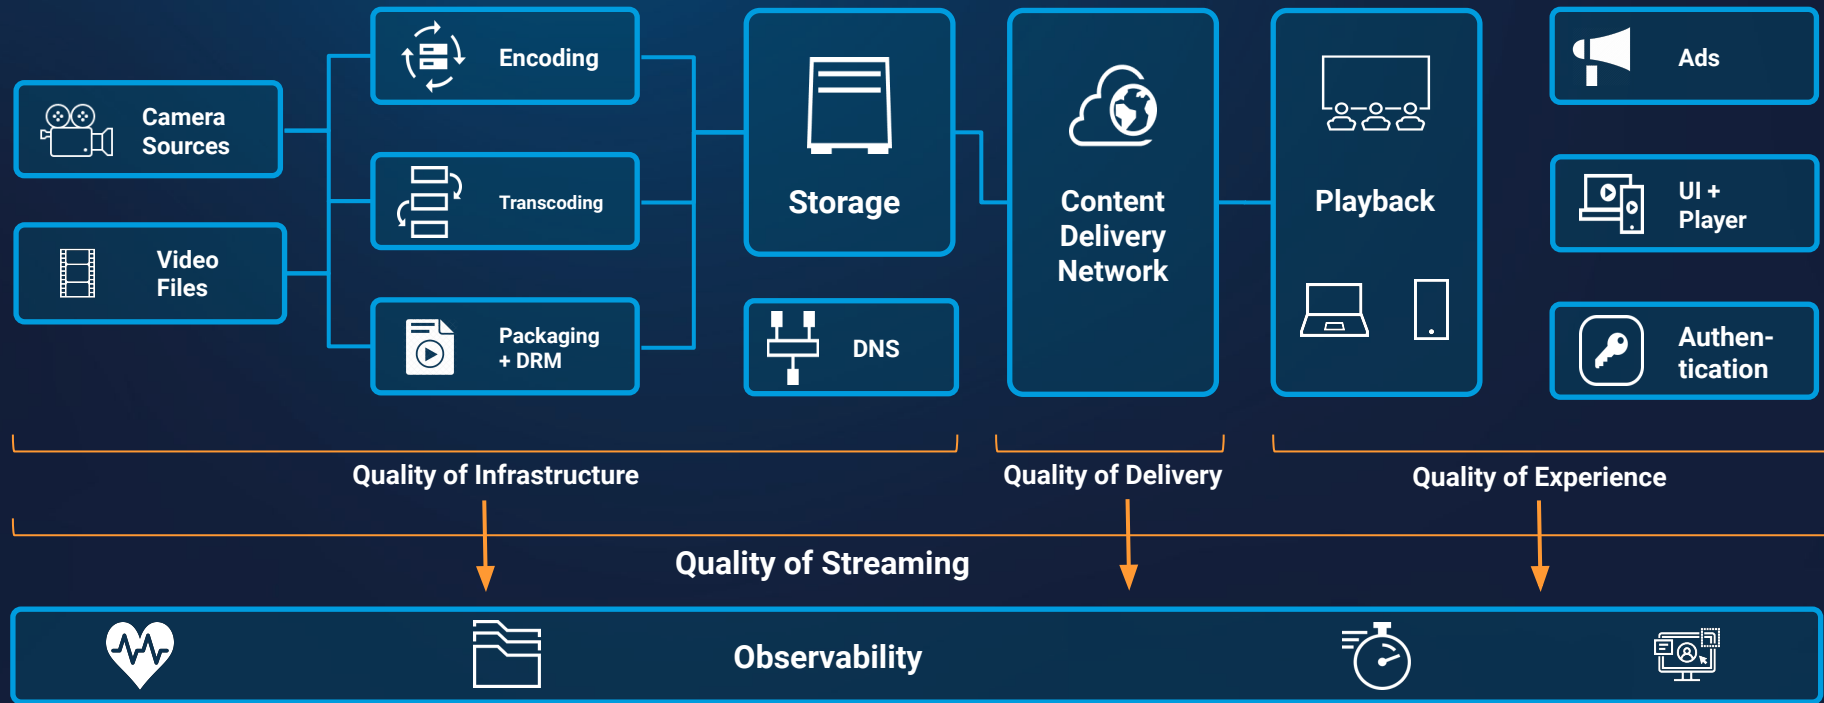 Camera
Sources
Video
Files
Encoding
Transcoding
Packaging
+ DRM
Storage
DNS
Content
Delivery
Network
Playback
Ads
UI +
Player
Authen-
tication
Quality of Infrastructure
Quality of Delivery
Quality of Experience
Quality of Streaming
Observability